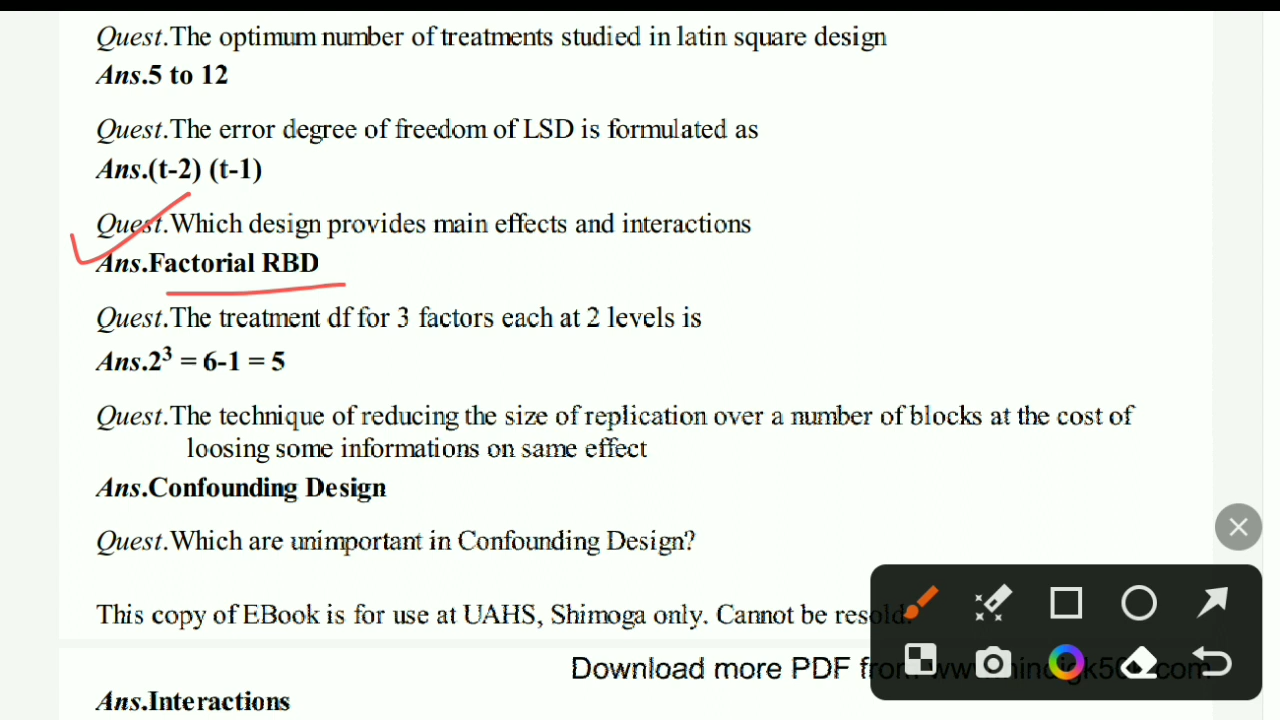 Quest.The optimum number of treatments studied in latin square design
Ans.5 to 12
Quest.The error degree of freedom of LSD is formulated as
Ans.(t-2) (t-1)
Quest.Which design provides main effects and interactions
Ans.Factorial RBD
Quest.The treatment df for 3 factors each at 2 levels is
Ans.2³ = 6-1 = 5
Quest.The technique of reducing the size of replication over a number of blocks at the cost of
loosing some informations on same effect
Ans.Confounding Design
Quest.Which are unimportant in Confounding Design?
This copy of EBook is for use at UAHS, Shimoga only. Cannot be resold.
Download more PDF from
Ans.Interactions